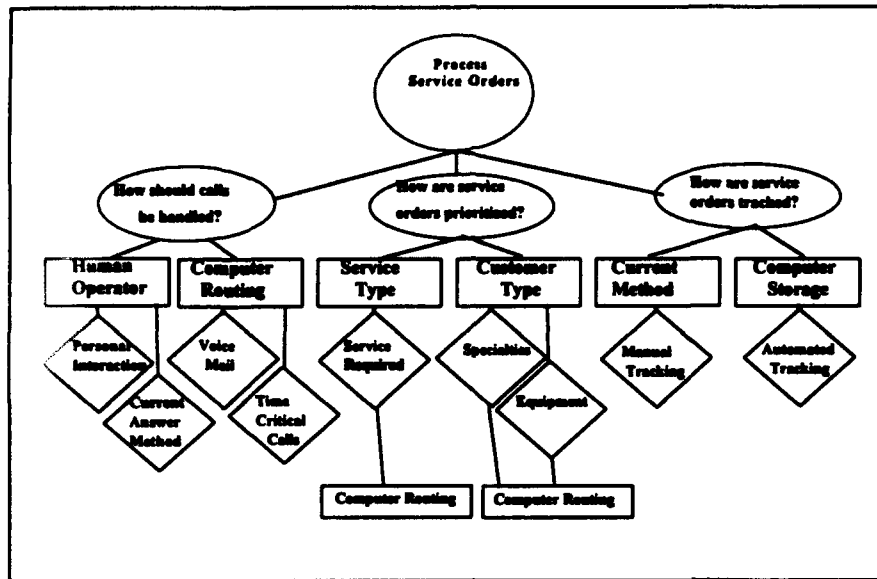 Process
Service Orders
How should calls
be handled?
How are service
orders prioritized?
How are service
orders tracked?
Human
Operator
Computer
Routing
Service
Type
Customer
Type
Current
Method
Computer
Storage
Personal
Interaction
Voice
Mail
Service
Required
Specialties
Manual
Tracking
Automated
Tracking
Current
Answer
Method
Time
Critical
Calls
Equipment
Computer Routing
Computer Routing